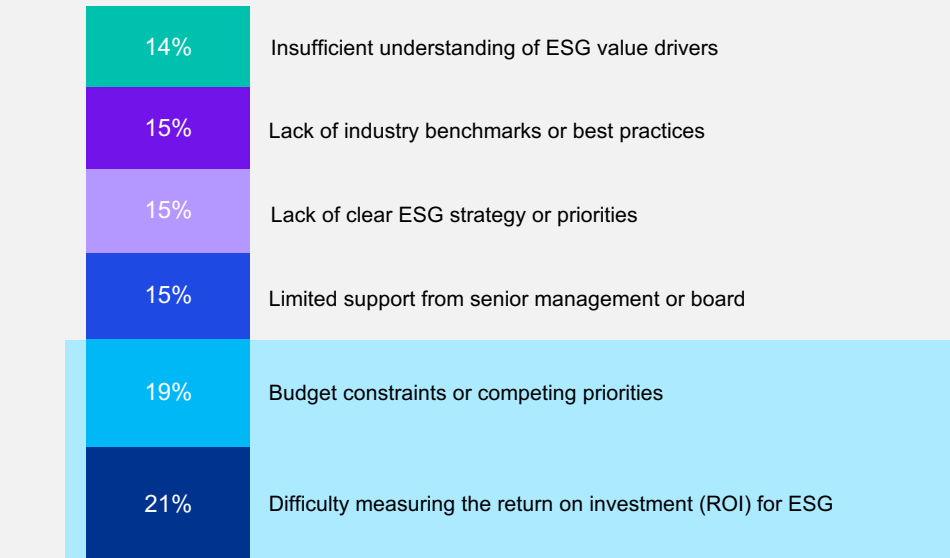 14% Insufficient understanding of ESG value drivers
15% Lack of industry benchmarks or best practices
15% Lack of clear ESG strategy or priorities
15% Limited support from senior management or board
19% Budget constraints or competing priorities
21% Difficulty measuring the return on investment (ROI) for ESG